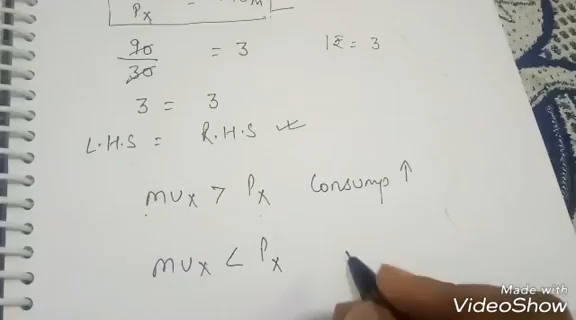 Px =
90/30 = 3 1₹ = 3
3 = 3
L.H.S = R.H.S
mux > Px Consump ↑
mux < Px
Made with
VideoShow